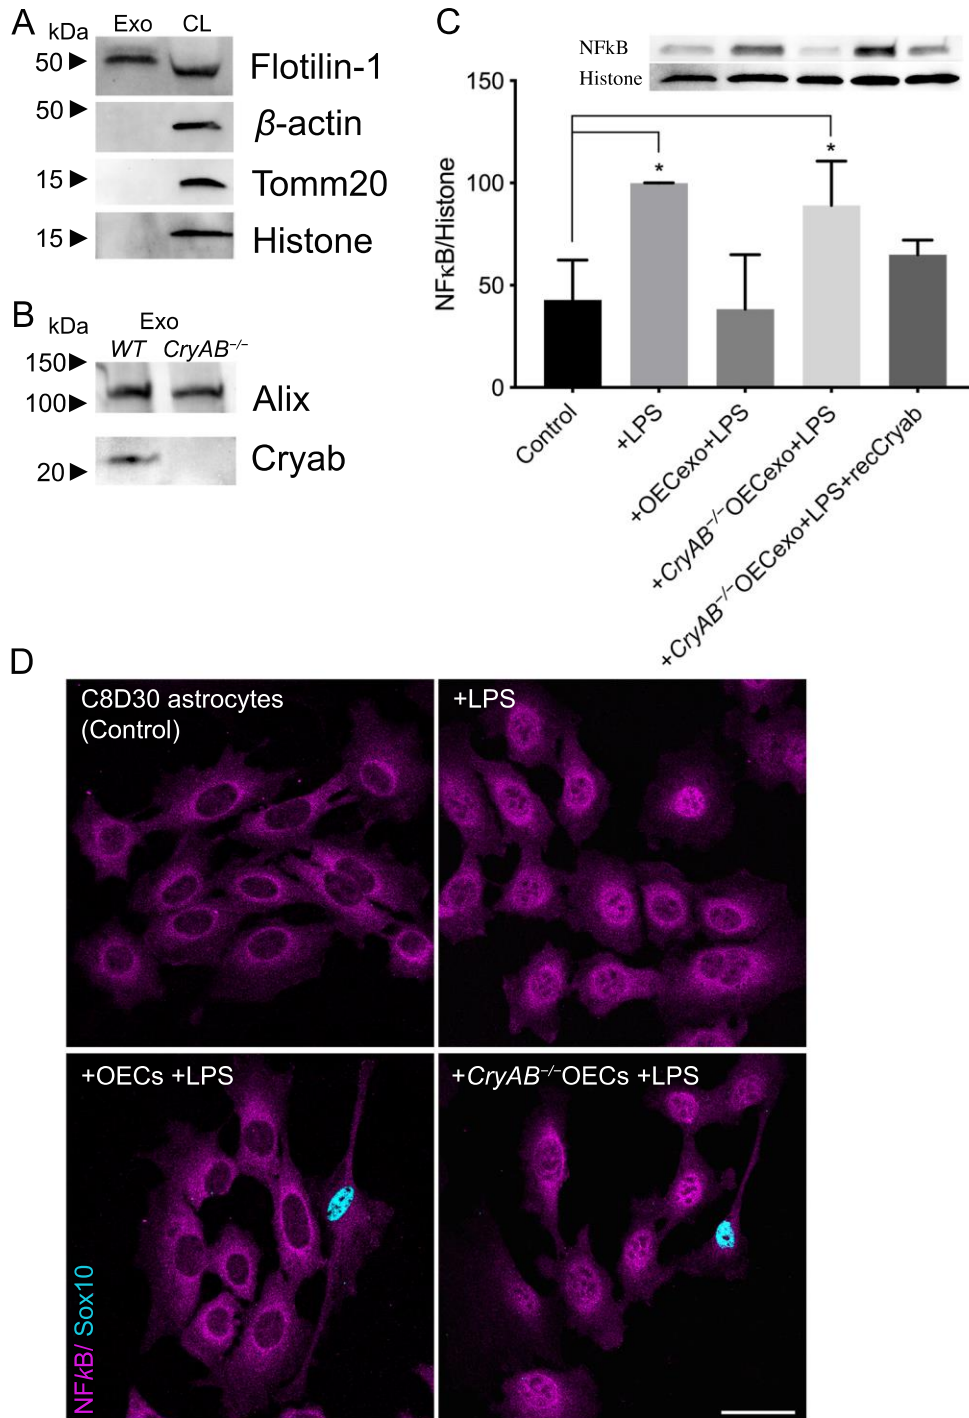 A
kDa
Exo
CL
50
Flotilin-1
50
β-actin
15
Tomm20
15
Histone
B
kDa
Exo
WT
CryAB⁻/⁻
150
100
Alix
20
Cryab
C
NFkB
Histone
NFκB/Histone
150
100
50
0
*
*
Control
+LPS
+OECexo+LPS
+CryAB⁻/⁻OECexo+LPS
+CryAB⁻/⁻OECexo+LPS+recCryab
D
C8D30 astrocytes
(Control)
+LPS
+OECs +LPS
+CryAB⁻/⁻OECs +LPS
NFkB/ Sox10